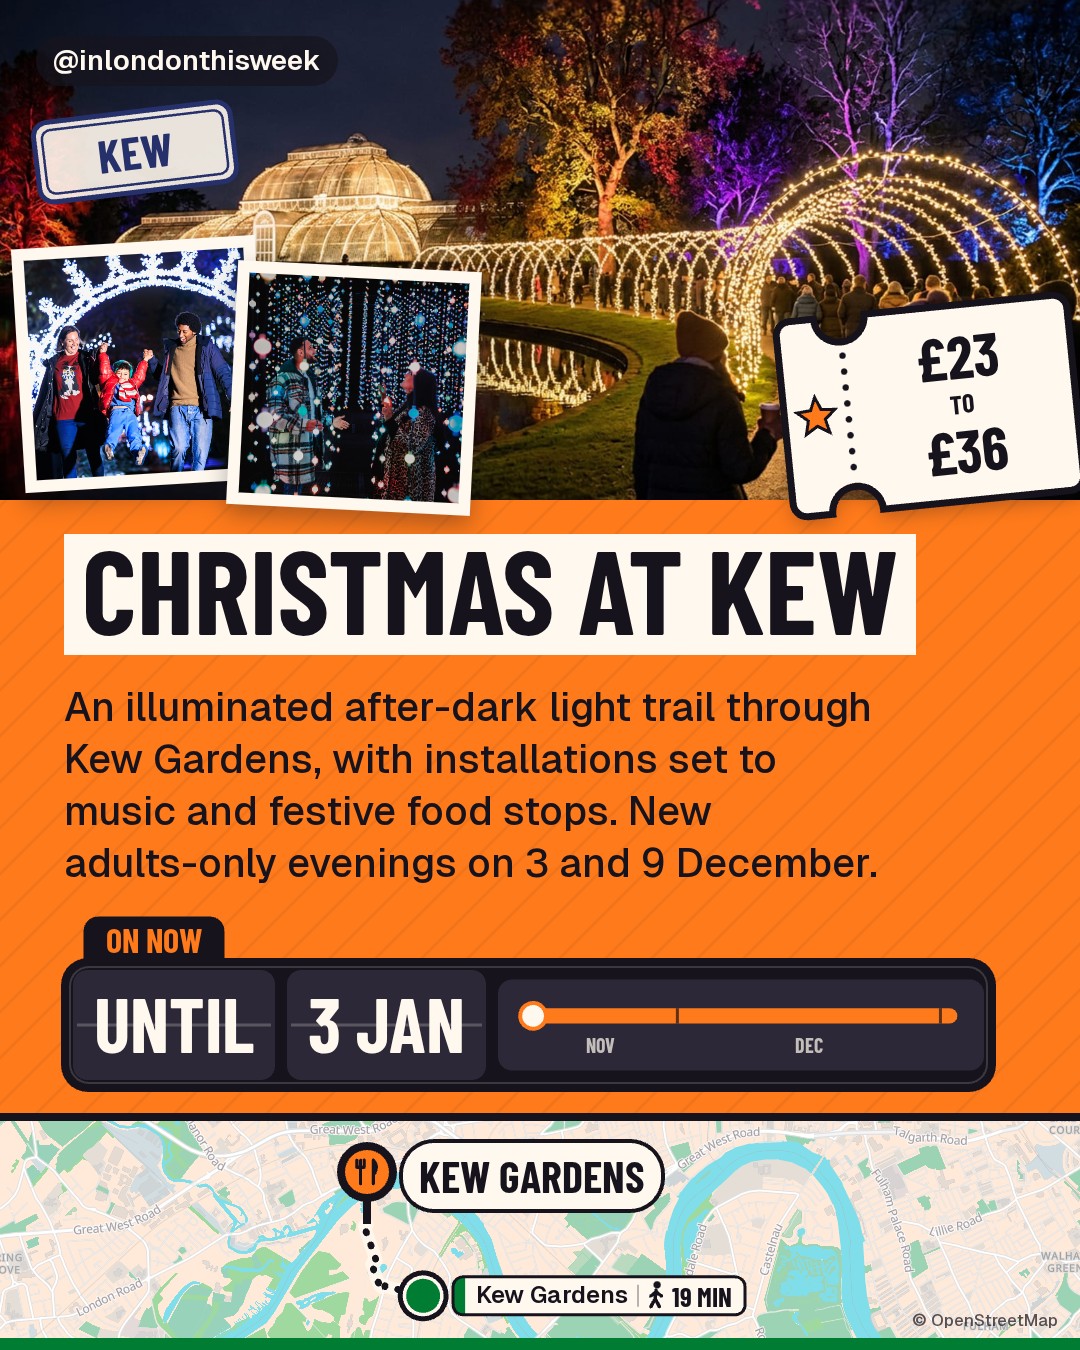 @inlondonthisweek
KEW
£23
TO
£36
CHRISTMAS AT KEW
An illuminated after-dark light trail through
Kew Gardens, with installations set to
music and festive food stops. New
adults-only evenings on 3 and 9 December.
ON NOW
UNTIL
3 JAN
NOV
DEC
Great West Road
Great West Road
Talgarth Road
KEW GARDENS
Great West Road
Fulham Palace Road
Lillie Road
Castelnau
London Road
Kew Gardens
19 MIN
© OpenStreetMap